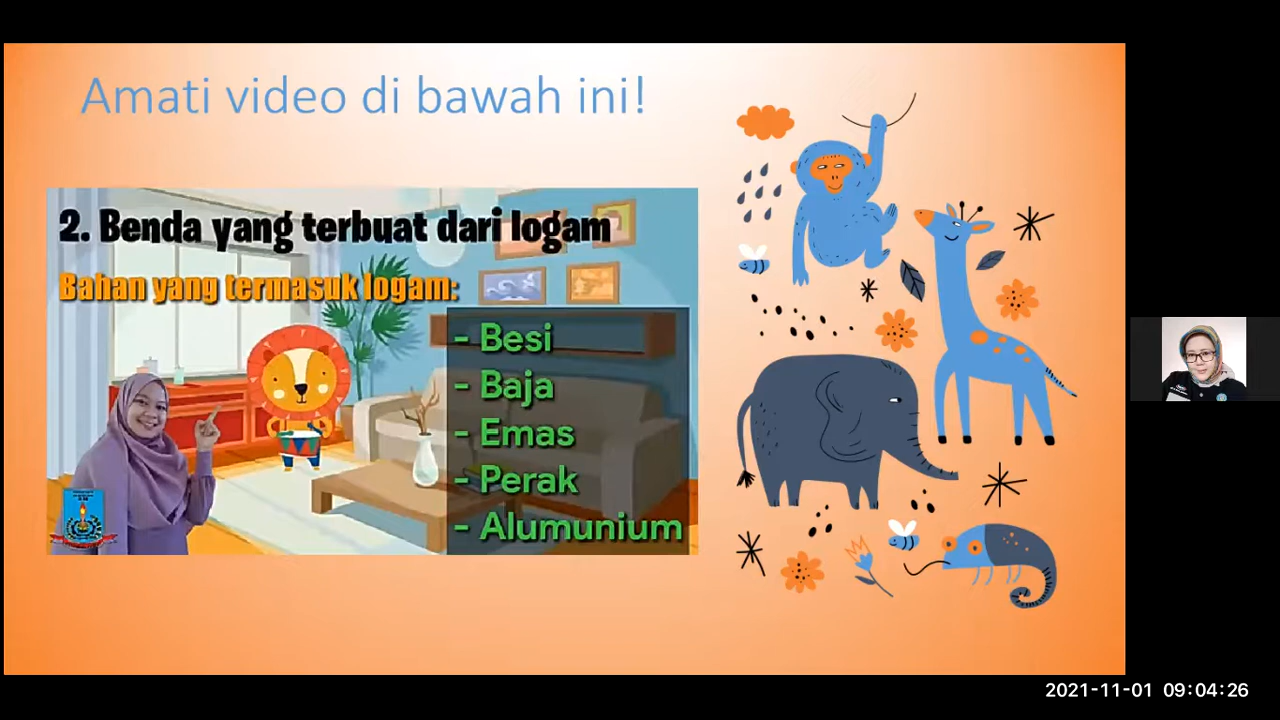 Amati video di bawah ini!
2. Benda yang terbuat dari logam
Bahan yang termasuk logam:
- Besi
- Baja
- Emas
- Perak
- Alumunium
2021-11-01 09:04:26